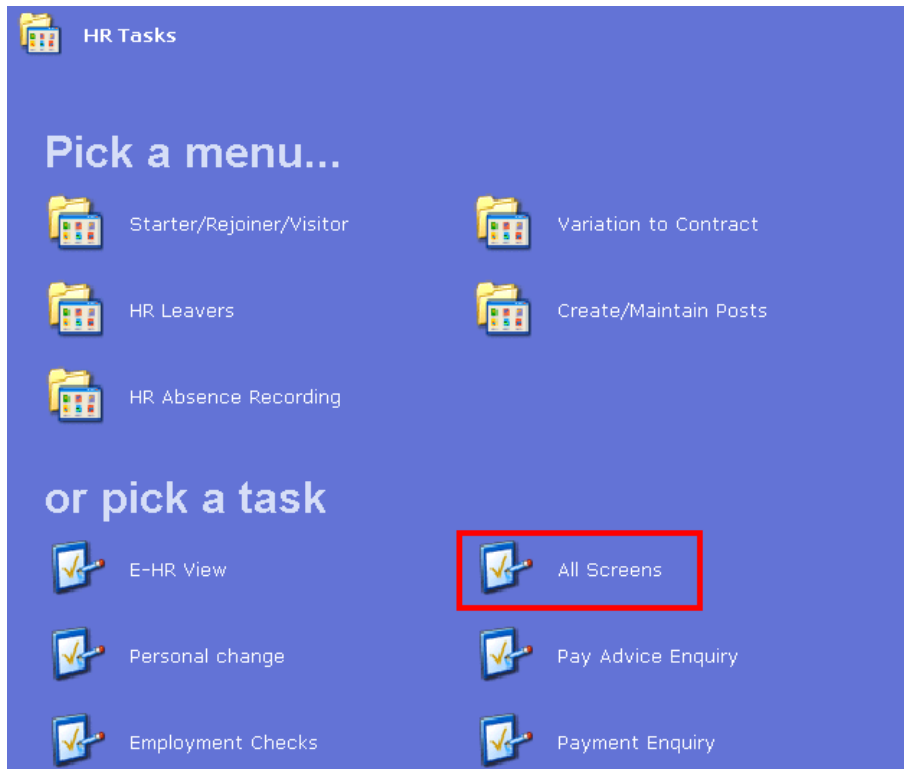 HR Tasks
Pick a menu...
Starter/Rejoiner/Visitor
Variation to Contract
HR Leavers
Create/Maintain Posts
HR Absence Recording
or pick a task
E-HR View
All Screens
Personal change
Pay Advice Enquiry
Employment Checks
Payment Enquiry